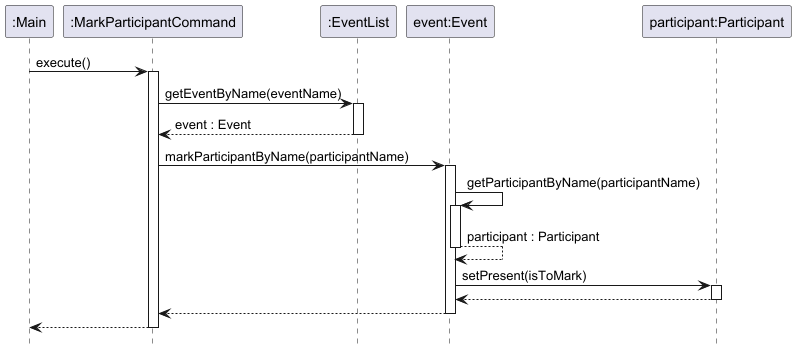 :Main
:MarkParticipantCommand
:EventList
event:Event
participant:Participant
execute()
getEventByName(eventName)
event : Event
markParticipantByName(participantName)
getParticipantByName(participantName)
participant : Participant
setPresent(isToMark)